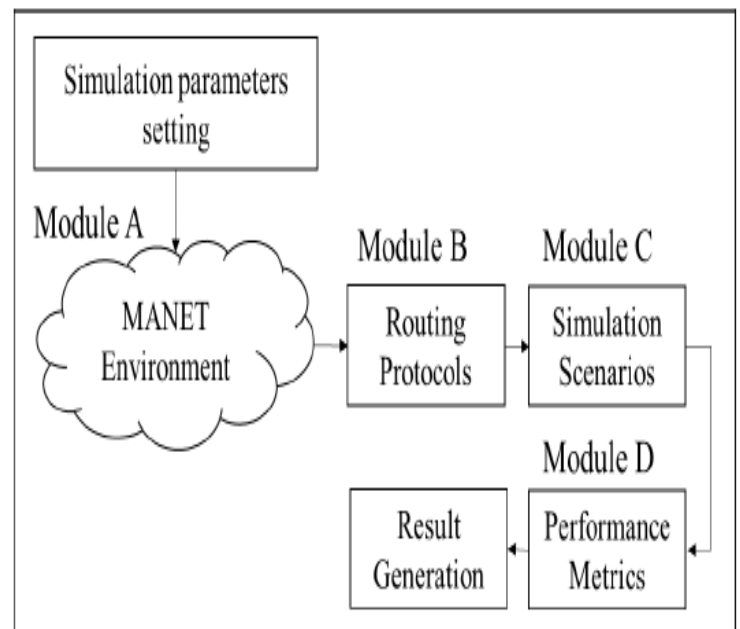 Simulation parameters
setting
Module A
MANET
Environment
Module B
Routing
Protocols
Module C
Simulation
Scenarios
Module D
Performance
Metrics
Result
Generation